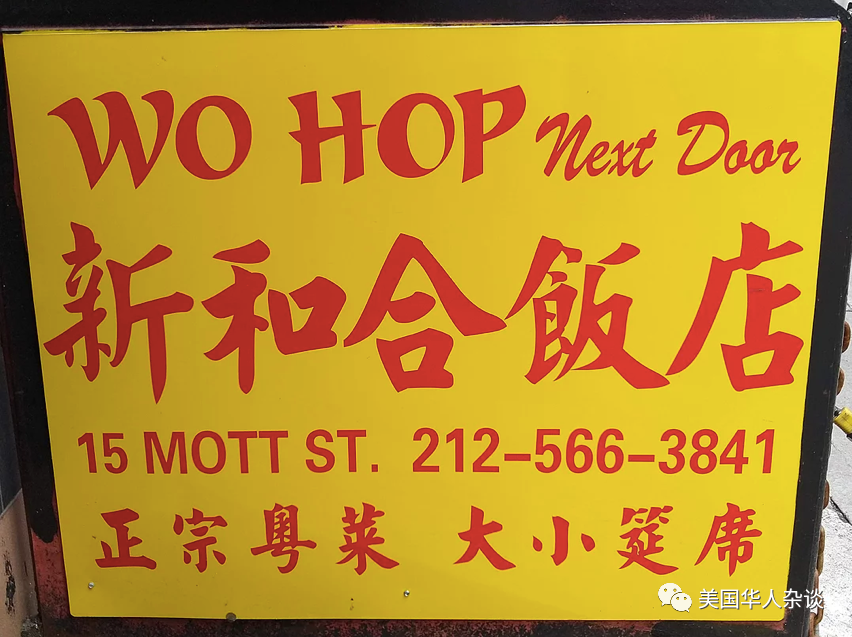 WO HOP Next Door
新和合飯店
15 MOTT ST. 212-566-3841
正宗粤菜 大小筵席
美国华人杂谈